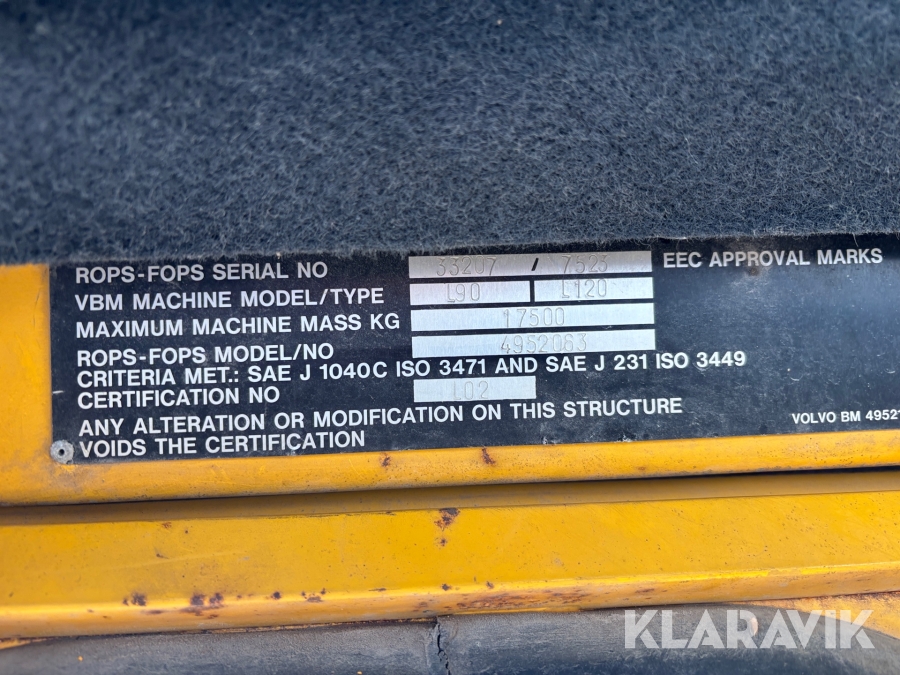 ROPS-FOPS SERIAL NO 33207 / 7523 EEC APPROVAL MARKS
VBM MACHINE MODEL/TYPE L90 L120
MAXIMUM MACHINE MASS KG 17500
ROPS-FOPS MODEL/NO 4952063
CRITERIA MET.: SAE J 1040C ISO 3471 AND SAE J 231 ISO 3449
CERTIFICATION NO L02
ANY ALTERATION OR MODIFICATION ON THIS STRUCTURE
VOIDS THE CERTIFICATION
VOLVO BM 49521
KLARAVIK